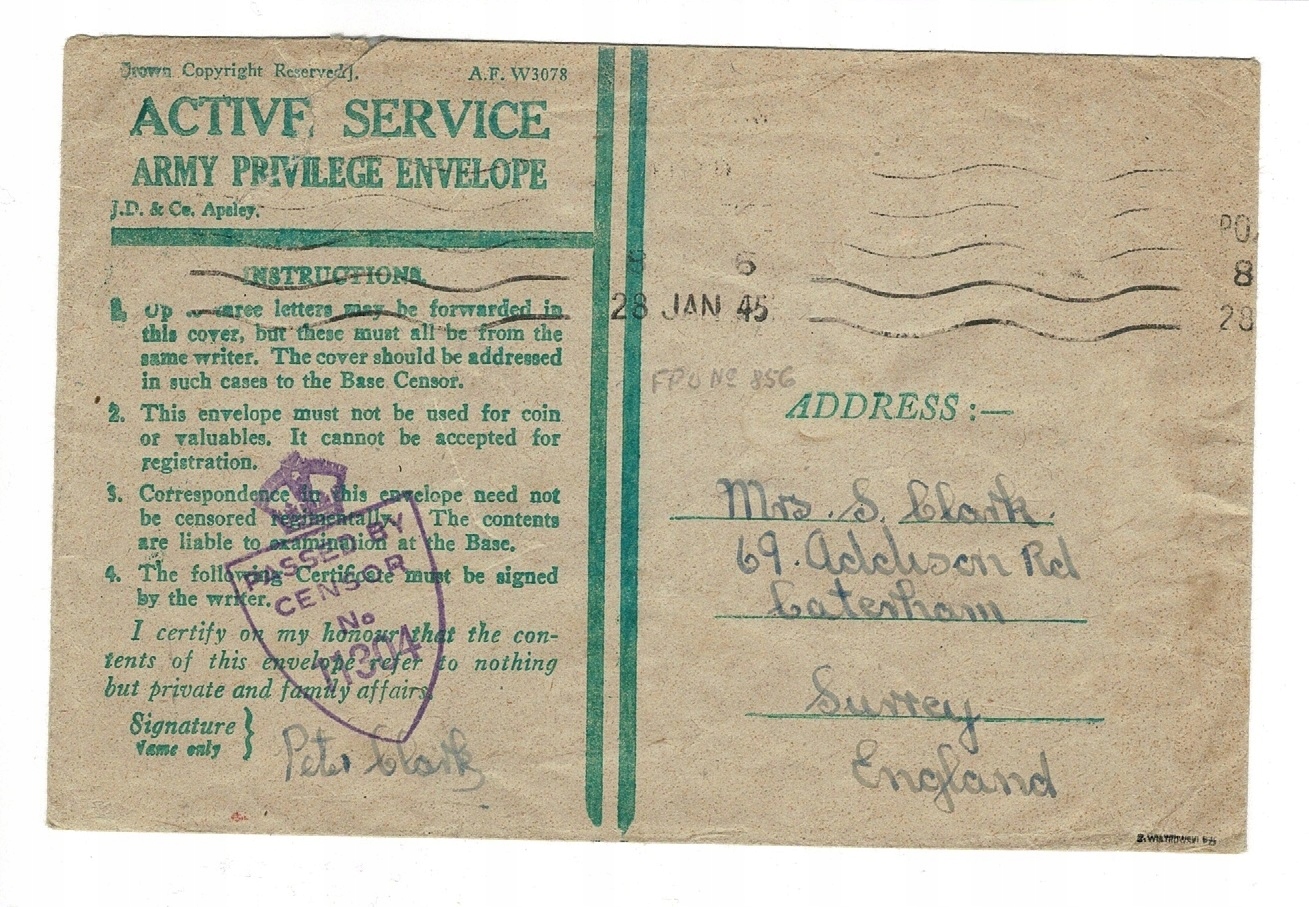 Crown Copyright Reserved].
A.F. W3078
ACTIVE SERVICE
ARMY PRIVILEGE ENVELOPE
J.D. & Co. Apsley.
INSTRUCTIONS.
1. Up three letters may be forwarded in
this cover, but these must all be from the
same writer. The cover should be addressed
in such cases to the Base Censor.
2. This envelope must not be used for coin
or valuables. It cannot be accepted for
registration.
3. Correspondence in this envelope need not
be censored regimentally. The contents
are liable to examination at the Base.
4. The following Certificate must be signed
by the writer.
I certify on my honour that the con-
tents of this envelope refer to nothing
but private and family affairs.
Signature
Name only
Peter Clark
PASSED BY
CENSOR
No
11304
6
28 JAN 45
PO
8
28
FPO No 856
ADDRESS :—
Mrs. S. Clark.
69. Addison Rd
Caterham
Surrey
England